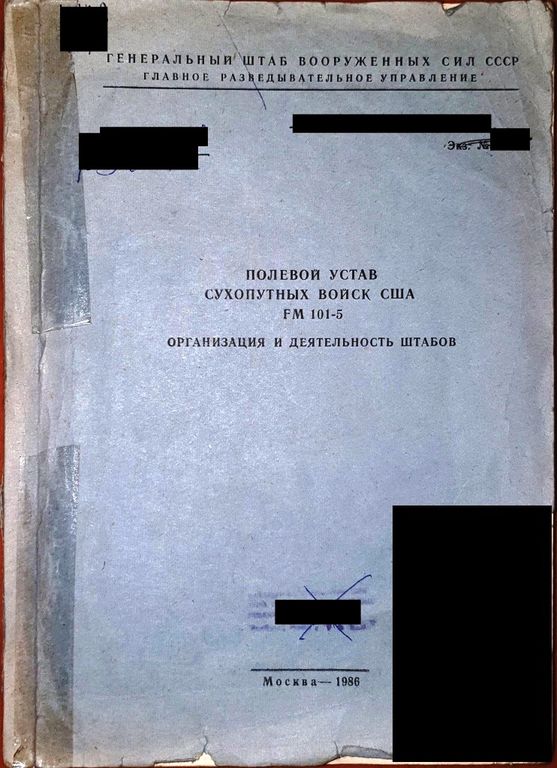 ГЕНЕРАЛЬНЫЙ ШТАБ ВООРУЖЕННЫХ СИЛ СССР
ГЛАВНОЕ РАЗВЕДЫВАТЕЛЬНОЕ УПРАВЛЕНИЕ
Экз. №
ПОЛЕВОЙ УСТАВ
СУХОПУТНЫХ ВОЙСК США
FM 101-5
ОРГАНИЗАЦИЯ И ДЕЯТЕЛЬНОСТЬ ШТАБОВ
Москва — 1986